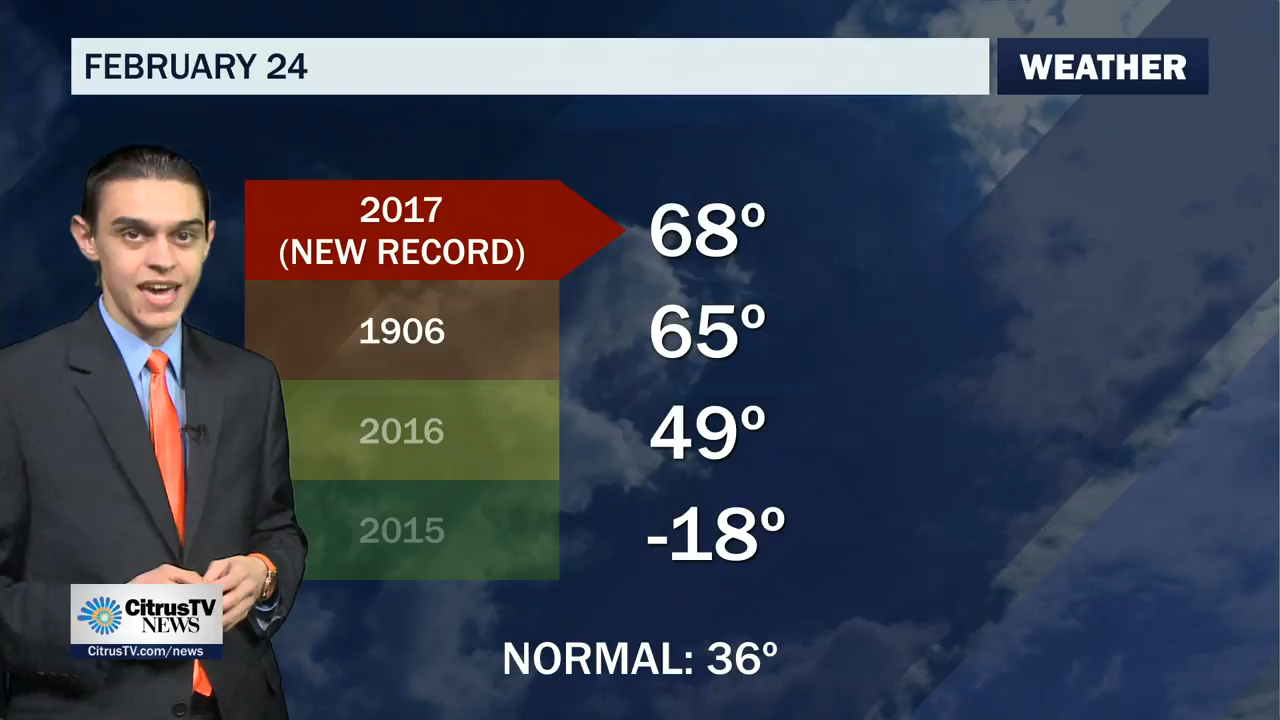 FEBRUARY 24
WEATHER
2017
(NEW RECORD)
68º
1906
65º
2016
49º
2015
-18º
NORMAL: 36º
CitrusTV
NEWS
CitrusTV.com/news